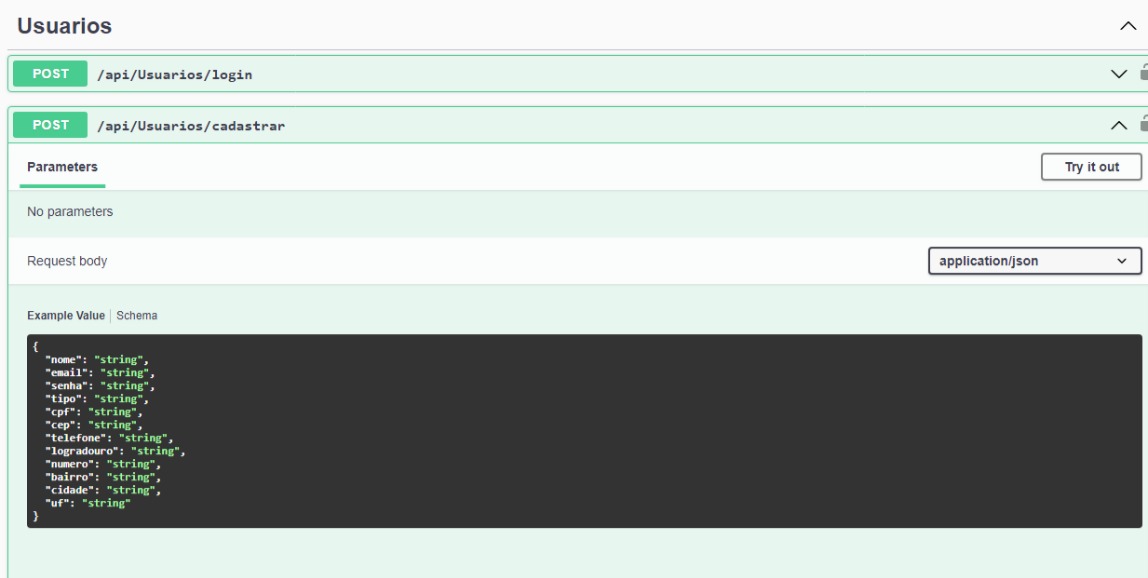 Usuarios
POST /api/Usuarios/login
POST /api/Usuarios/cadastrar
Parameters
Try it out
No parameters
Request body
application/json
Example Value | Schema
{
  "nome": "string",
  "email": "string",
  "senha": "string",
  "tipo": "string",
  "cpf": "string",
  "cep": "string",
  "telefone": "string",
  "logradouro": "string",
  "numero": "string",
  "bairro": "string",
  "cidade": "string",
  "uf": "string"
}